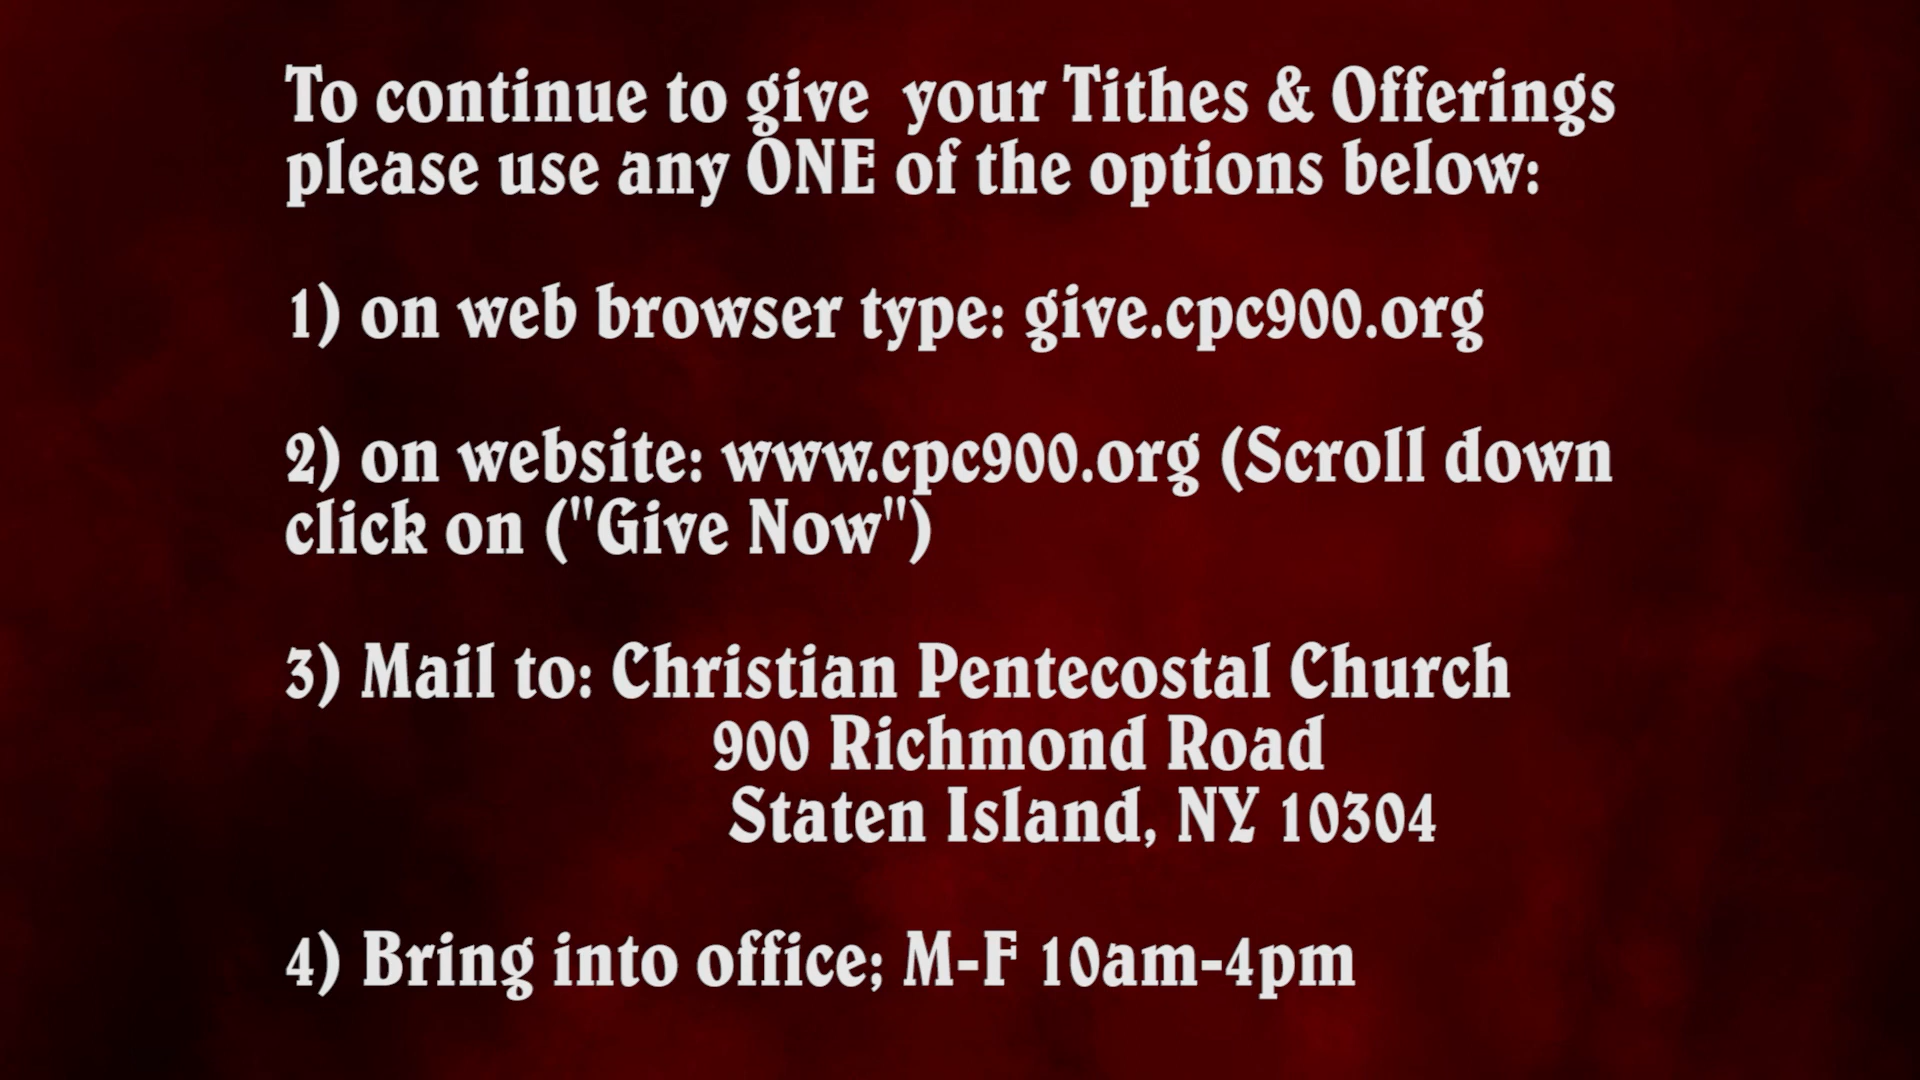 To continue to give  your Tithes & Offerings
please use any ONE of the options below:
1) on web browser type: give.cpc900.org
2) on website: www.cpc900.org (Scroll down
click on ("Give Now")
3) Mail to: Christian Pentecostal Church
900 Richmond Road
Staten Island, NY 10304
4) Bring into office; M-F 10am-4pm